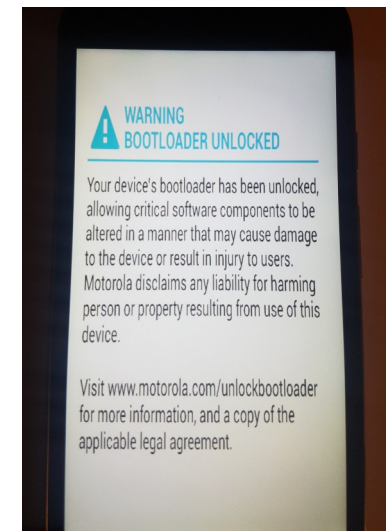 WARNING
BOOTLOADER UNLOCKED
Your device's bootloader has been unlocked,
allowing critical software components to be
altered in a manner that may cause damage
to the device or result in injury to users.
Motorola disclaims any liability for harming
person or property resulting from use of this
device.
Visit www.motorola.com/unlockbootloader
for more information, and a copy of the
applicable legal agreement.